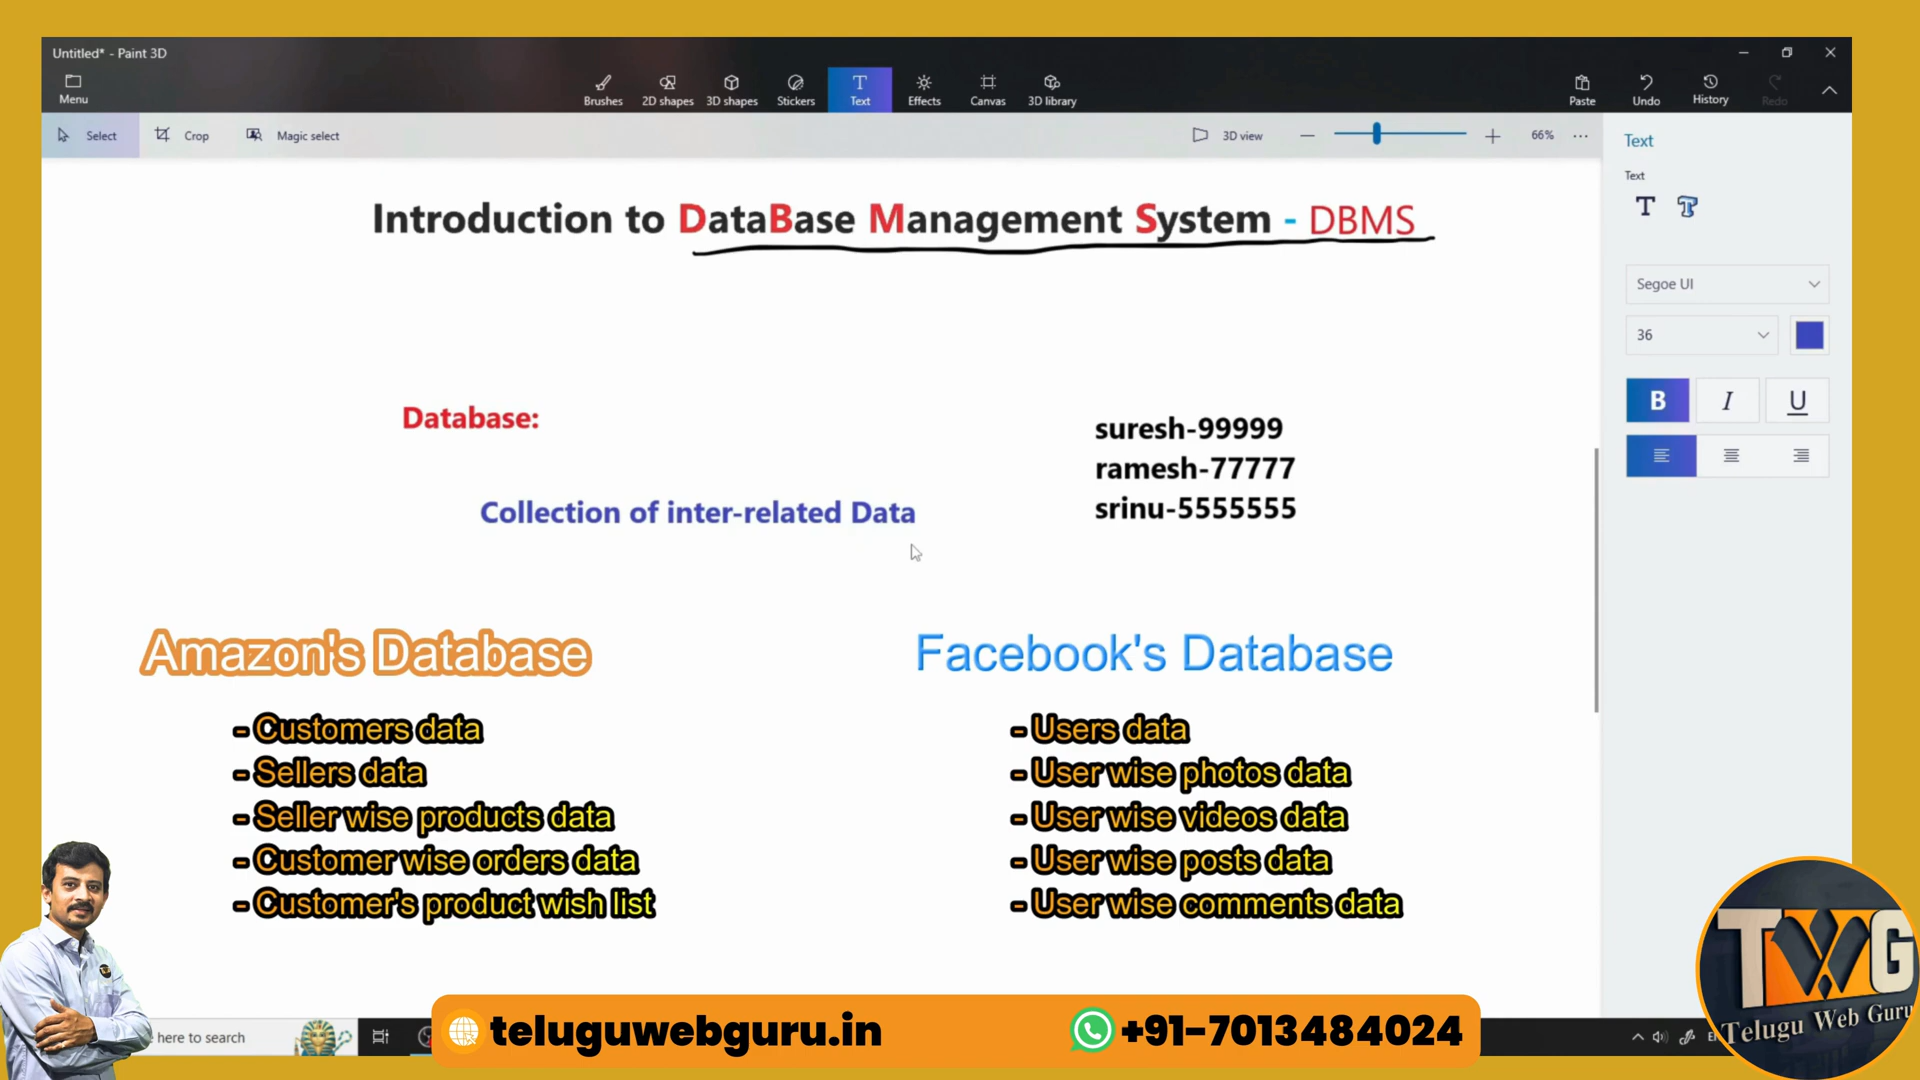 Untitled* - Paint 3D
Menu
Brushes
2D shapes
3D shapes
Stickers
Text
Effects
Canvas
3D library
Paste
Undo
History
Redo
Select
Crop
Magic select
3D view
66%
Text
Text
Segoe UI
36
B I U
Introduction to DataBase Management System - DBMS
Database:
Collection of inter-related Data
suresh-99999
ramesh-77777
srinu-5555555
Amazon's Database
- Customers data
- Sellers data
- Seller wise products data
- Customer wise orders data
- Customer's product wish list
Facebook's Database
- Users data
- User wise photos data
- User wise videos data
- User wise posts data
- User wise comments data
here to search
teluguwebguru.in
+91-7013484024
TWG
Telugu Web Guru